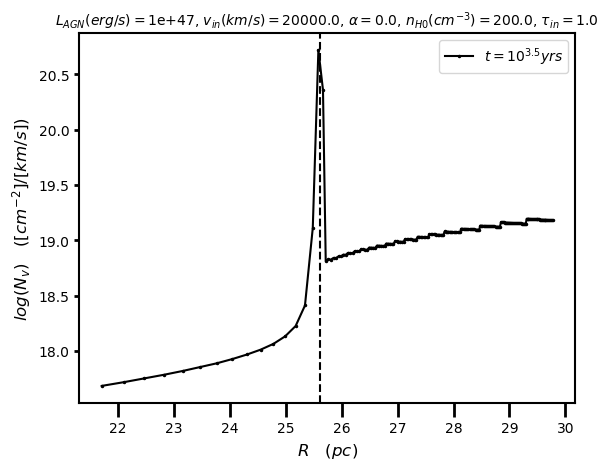 L_AGN(erg/s) = 1e+47, v_in(km/s) = 20000.0, α = 0.0, n_H0(cm^−3) = 200.0, τ_in = 1.0
t = 10^3.5 yrs
20.5
20.0
19.5
19.0
18.5
18.0
log(N_v) ([cm^−2]/[km/s])
22 23 24 25 26 27 28 29 30
R (pc)